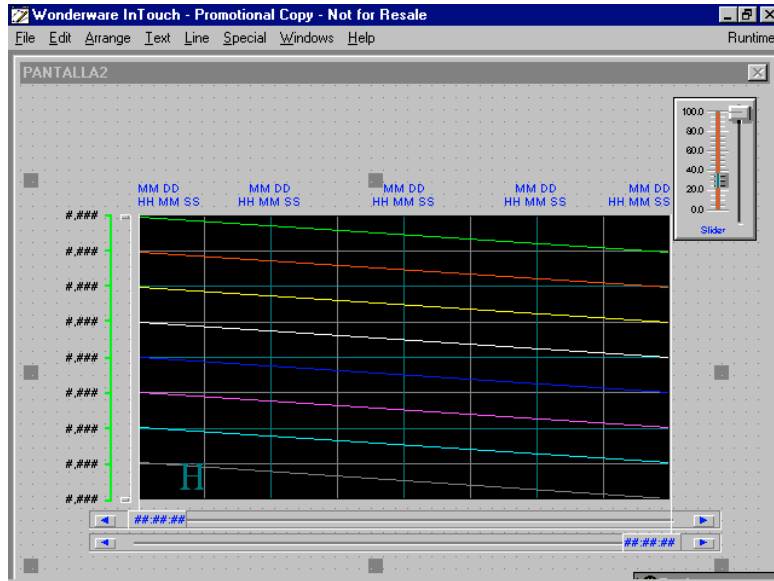 Wonderware InTouch - Promotional Copy - Not for Resale
File Edit Arrange Text Line Special Windows Help Runtime
PANTALLA2
100.0
80.0
60.0
40.0
20.0
0.0
Slider
MM DD MM DD MM DD MM DD MM DD
HH MM SS HH MM SS HH MM SS HH MM SS HH MM SS
#,###
#,###
#,###
#,###
#,###
#,###
#,###
#,###
#,###
H
##:##:##
##:##:##